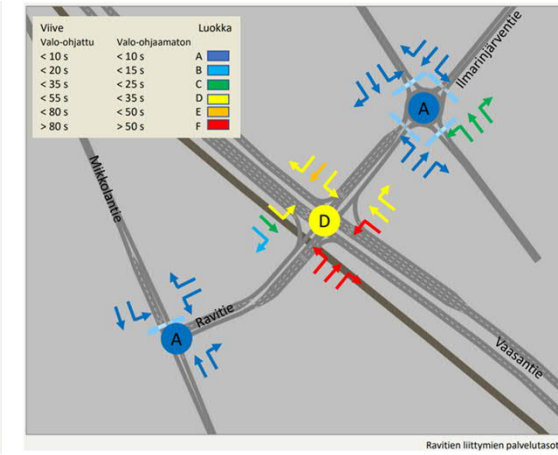 Viive Luokka
Valo-ohjattu Valo-ohjaamaton
< 10 s < 10 s A
< 20 s < 15 s B
< 35 s < 25 s C
< 55 s < 35 s D
< 80 s < 50 s E
> 80 s > 50 s F
Ilmarinjärventie
A
Mikkolantie
D
Ravitie
A
Vaasantie
Ravitien liittymien palvelutasot